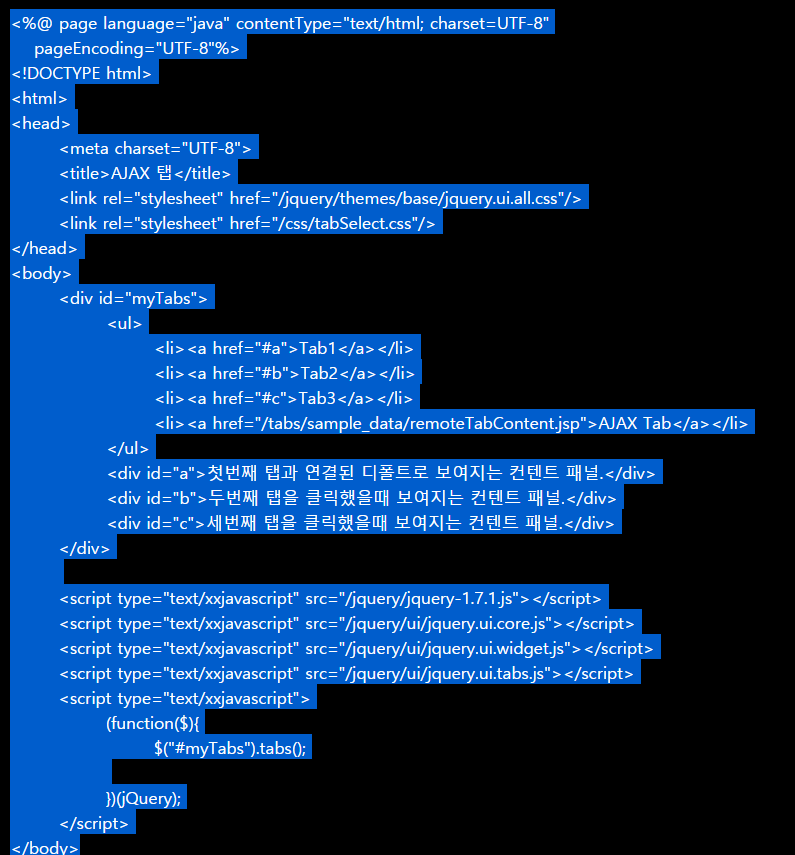 <%@ page language="java" contentType="text/html; charset=UTF-8"
pageEncoding="UTF-8"%>
<!DOCTYPE html>
<html>
<head>
<meta charset="UTF-8">
<title>AJAX 탭</title>
<link rel="stylesheet" href="/jquery/themes/base/jquery.ui.all.css"/>
<link rel="stylesheet" href="/css/tabSelect.css"/>
</head>
<body>
<div id="myTabs">
<ul>
<li><a href="#a">Tab1</a></li>
<li><a href="#b">Tab2</a></li>
<li><a href="#c">Tab3</a></li>
<li><a href="/tabs/sample_data/remoteTabContent.jsp">AJAX Tab</a></li>
</ul>
<div id="a">첫번째 탭과 연결된 디폴트로 보여지는 컨텐트 패널.</div>
<div id="b">두번째 탭을 클릭했을때 보여지는 컨텐트 패널.</div>
<div id="c">세번째 탭을 클릭했을때 보여지는 컨텐트 패널.</div>
</div>
<script type="text/xxjavascript" src="/jquery/jquery-1.7.1.js"></script>
<script type="text/xxjavascript" src="/jquery/ui/jquery.ui.core.js"></script>
<script type="text/xxjavascript" src="/jquery/ui/jquery.ui.widget.js"></script>
<script type="text/xxjavascript" src="/jquery/ui/jquery.ui.tabs.js"></script>
<script type="text/xxjavascript">
(function($){
$("#myTabs").tabs();
})(jQuery);
</script>
</body>